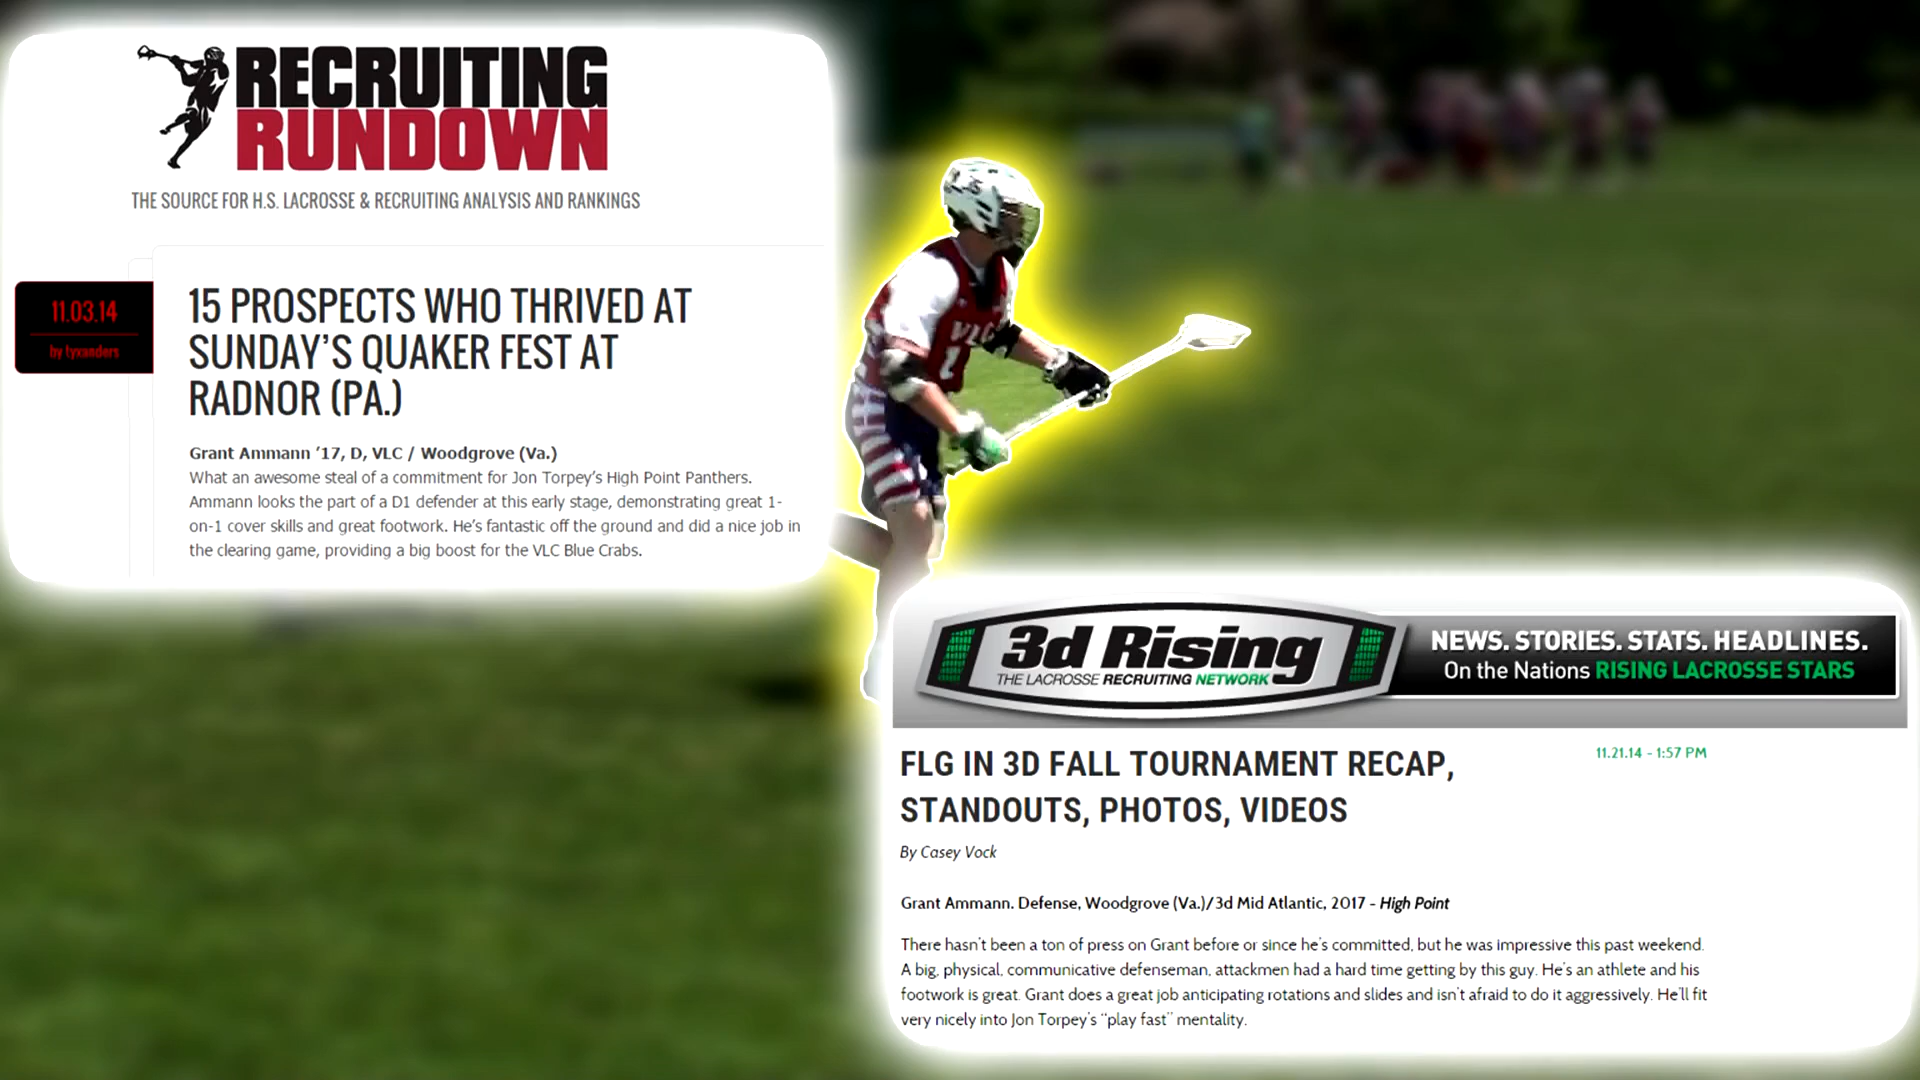 RECRUITING
RUNDOWN
THE SOURCE FOR H.S. LACROSSE & RECRUITING ANALYSIS AND RANKINGS
11.03.14
by tyxanders
15 PROSPECTS WHO THRIVED AT
SUNDAY'S QUAKER FEST AT
RADNOR (PA.)
Grant Ammann '17, D, VLC / Woodgrove (Va.)
What an awesome steal of a commitment for Jon Torpey's High Point Panthers.
Ammann looks the part of a D1 defender at this early stage, demonstrating great 1-
on-1 cover skills and great footwork. He's fantastic off the ground and did a nice job in
the clearing game, providing a big boost for the VLC Blue Crabs.
VLC
1
3d Rising
THE LACROSSE RECRUITING NETWORK
NEWS. STORIES. STATS. HEADLINES.
On the Nations RISING LACROSSE STARS
FLG IN 3D FALL TOURNAMENT RECAP,
STANDOUTS, PHOTOS, VIDEOS
11.21.14 - 1:57 PM
By Casey Vock
Grant Ammann. Defense, Woodgrove (Va.)/3d Mid Atlantic, 2017 - High Point
There hasn't been a ton of press on Grant before or since he's committed, but he was impressive this past weekend.
A big, physical, communicative defenseman, attackmen had a hard time getting by this guy. He's an athlete and his
footwork is great. Grant does a great job anticipating rotations and slides and isn't afraid to do it aggressively. He'll fit
very nicely into Jon Torpey's "play fast" mentality.